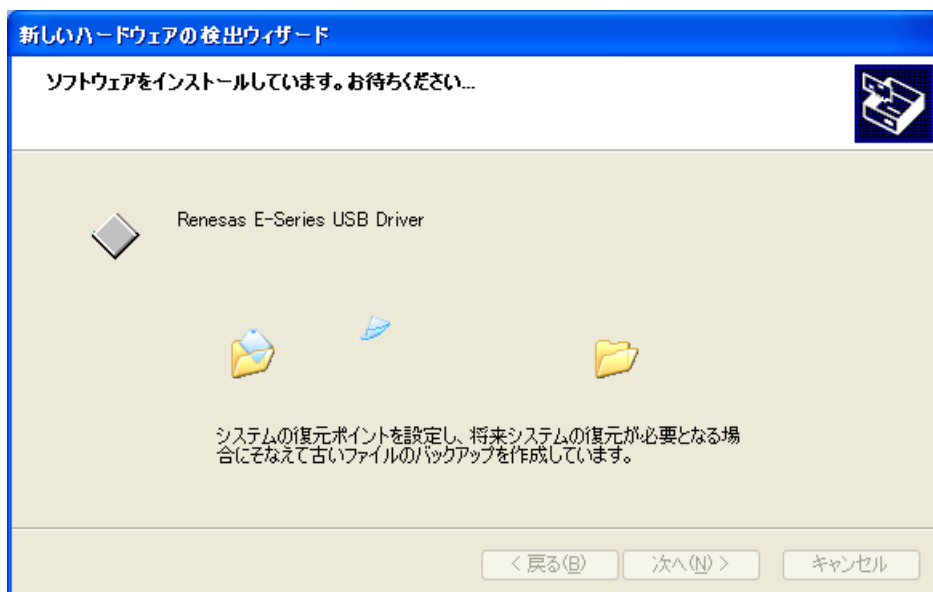 新しいハードウェアの検出ウィザード
ソフトウェアをインストールしています。お待ちください...
Renesas E-Series USB Driver
システムの復元ポイントを設定し、将来システムの復元が必要となる場
合にそなえて古いファイルのバックアップを作成しています。
< 戻る(B)
次へ(N) >
キャンセル